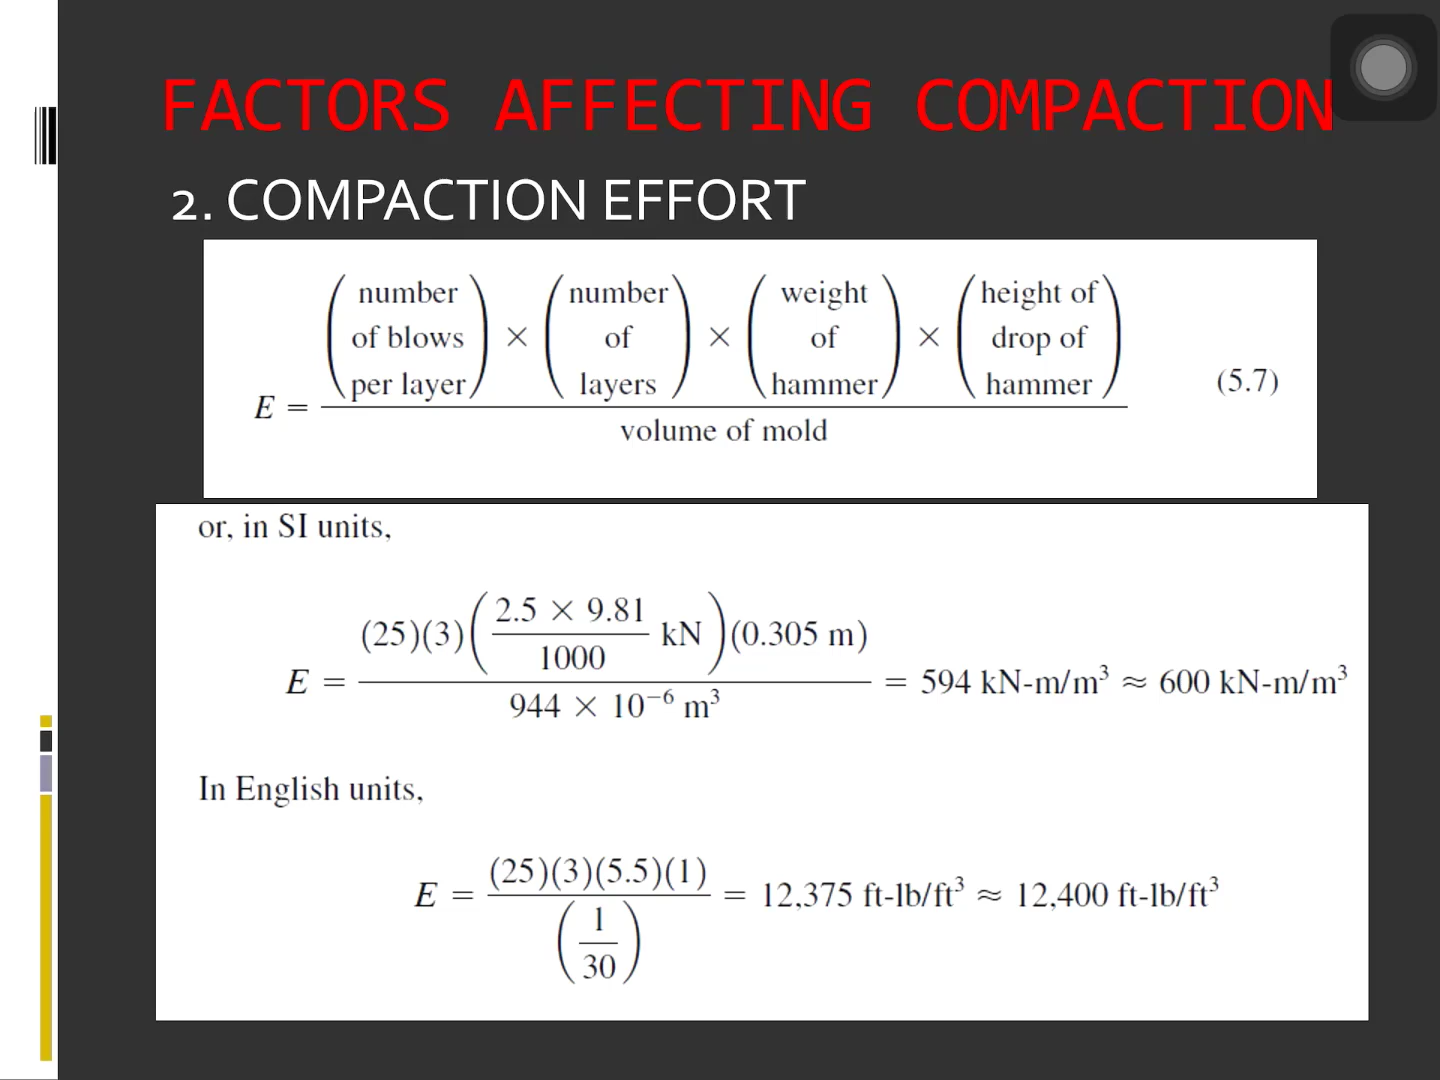 FACTORS AFFECTING COMPACTION
2. COMPACTION EFFORT
E = (number of blows per layer) × (number of layers) × (weight of hammer) × (height of drop of hammer) / volume of mold (5.7)
or, in SI units,
E = (25)(3)(2.5 × 9.81 / 1000 kN)(0.305 m) / 944 × 10⁻⁶ m³ = 594 kN-m/m³ ≈ 600 kN-m/m³
In English units,
E = (25)(3)(5.5)(1) / (1/30) = 12,375 ft-lb/ft³ ≈ 12,400 ft-lb/ft³